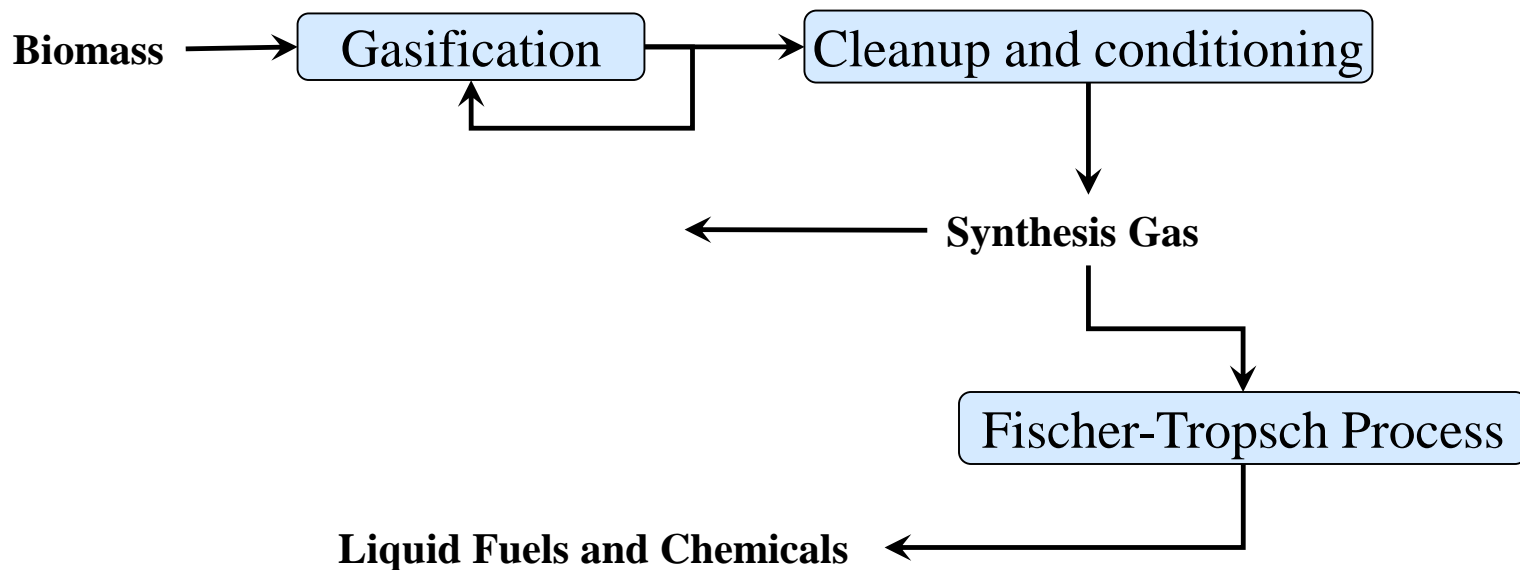 Biomass
Gasification
Cleanup and conditioning
Synthesis Gas
Fischer-Tropsch Process
Liquid Fuels and Chemicals